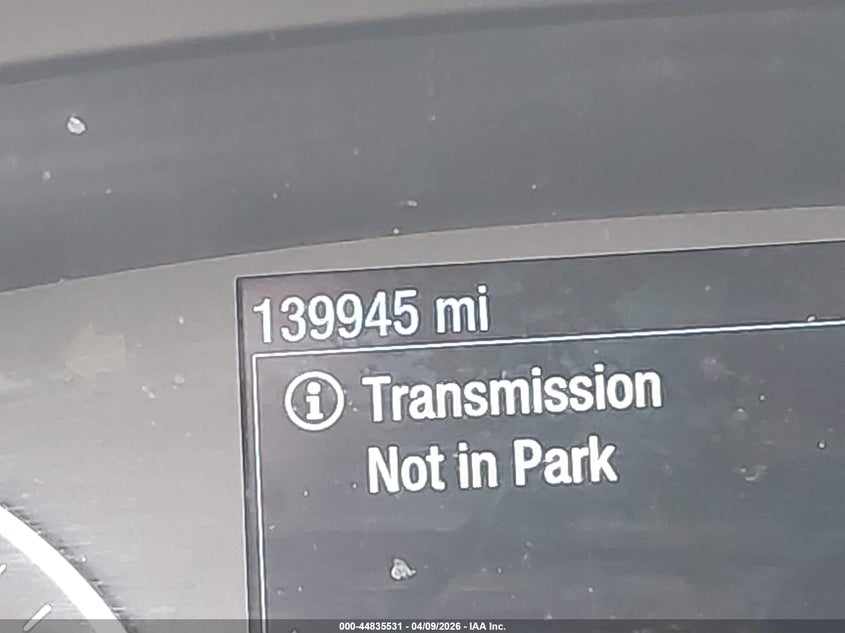 139945 mi
Transmission
Not in Park
000-44835531 - 04/09/2026 - IAA Inc.